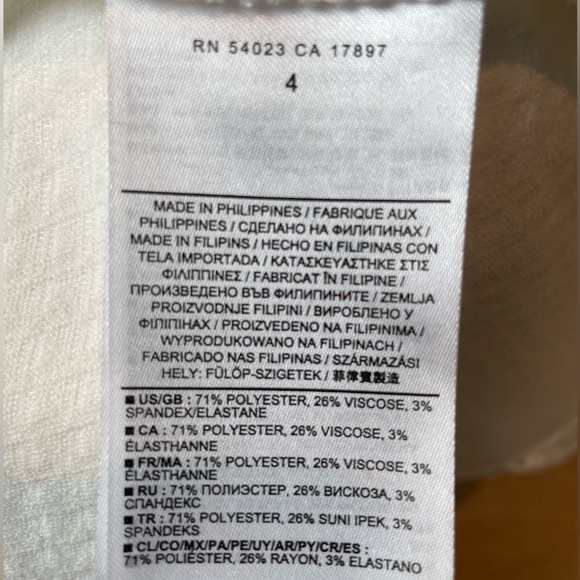 RN 54023 CA 17897
4
MADE IN PHILIPPINES / FABRIQUE AUX
PHILIPPINES / СДЕЛАНО НА ФИЛИПИНАХ /
MADE IN FILIPINS / HECHO EN FILIPINAS CON
TELA IMPORTADA / ΚΑΤΑΣΚΕΥΑΣΤΗΚΕ ΣΤΙΣ
ΦΙΛΙΠΠΙΝΕΣ / FABRICAT ÎN FILIPINE /
ПРОИЗВЕДЕНО ВЪВ ФИЛИПИНИТЕ / ZEMLJA
PROIZVODNJE FILIPINI / ВИРОБЛЕНО У
ФІЛІПІНАХ / PROIZVEDENO NA FILIPINIMA /
WYPRODUKOWANO NA FILIPINACH /
FABRICADO NAS FILIPINAS / SZÁRMAZÁSI
HELY: FÜLÖP-SZIGETEK / 菲律賓製造
■ US/GB : 71% POLYESTER, 26% VISCOSE, 3%
SPANDEX/ELASTANE
■ CA : 71% POLYESTER, 26% VISCOSE, 3%
ÉLASTHANNE
■ FR/MA : 71% POLYESTER, 26% VISCOSE, 3%
ÉLASTHANNE
■ RU : 71% ПОЛИЭСТЕР, 26% ВИСКОЗА, 3%
СПАНДЕКС
■ TR : 71% POLYESTER, 26% SUNI IPEK, 3%
SPANDEKS
■ CL/CO/MX/PA/PE/UY/AR/PY/CR/ES :
71% POLIÉSTER, 26% RAYON, 3% ELASTANO